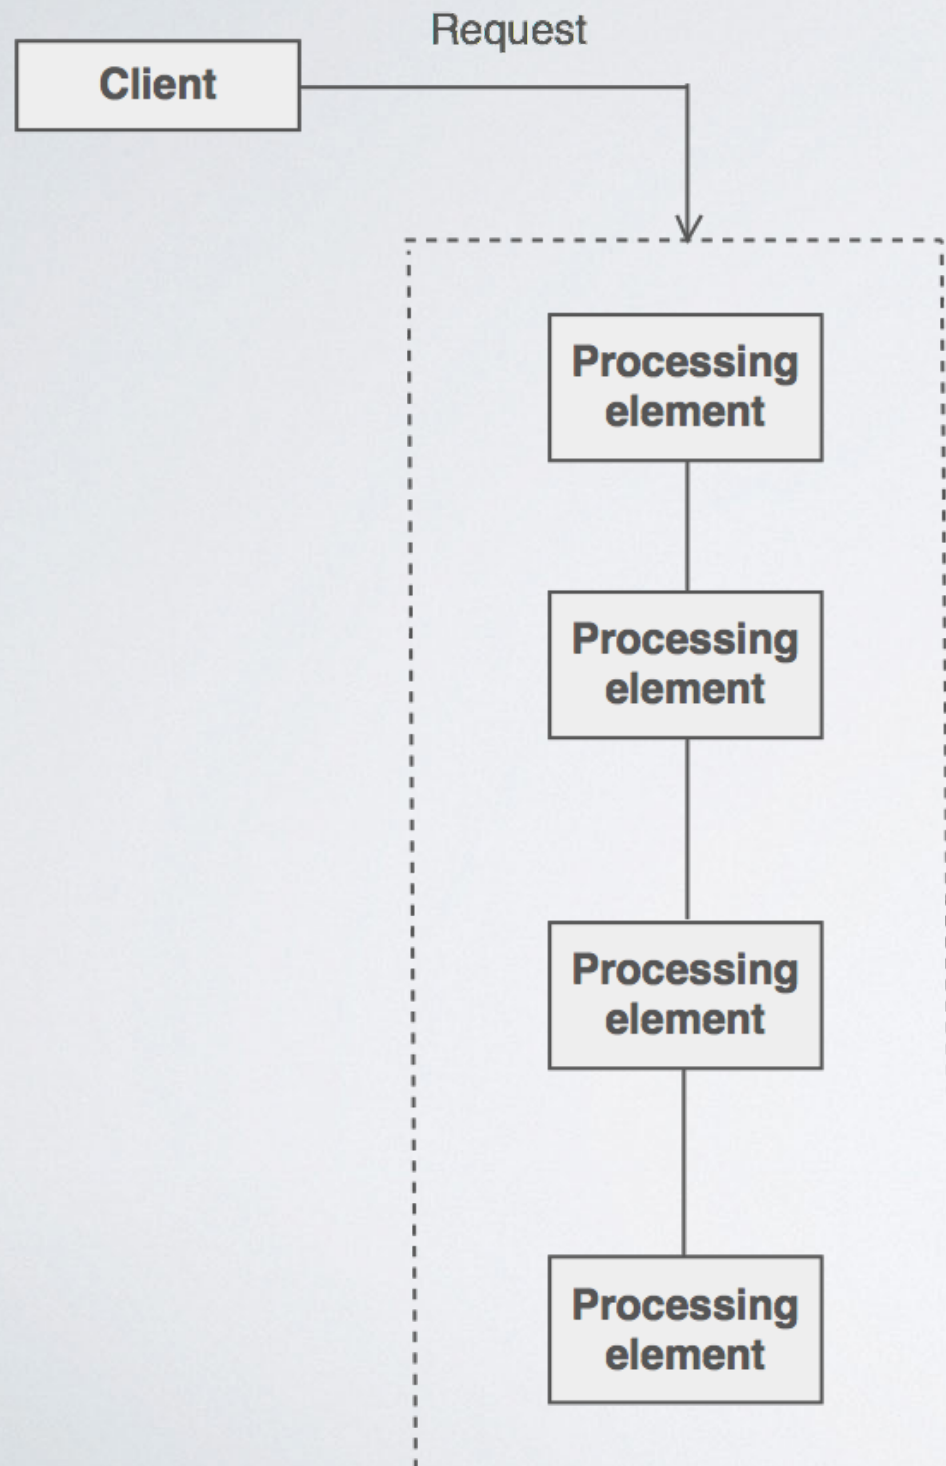 Request
Client
Processing
element
Processing
element
Processing
element
Processing
element